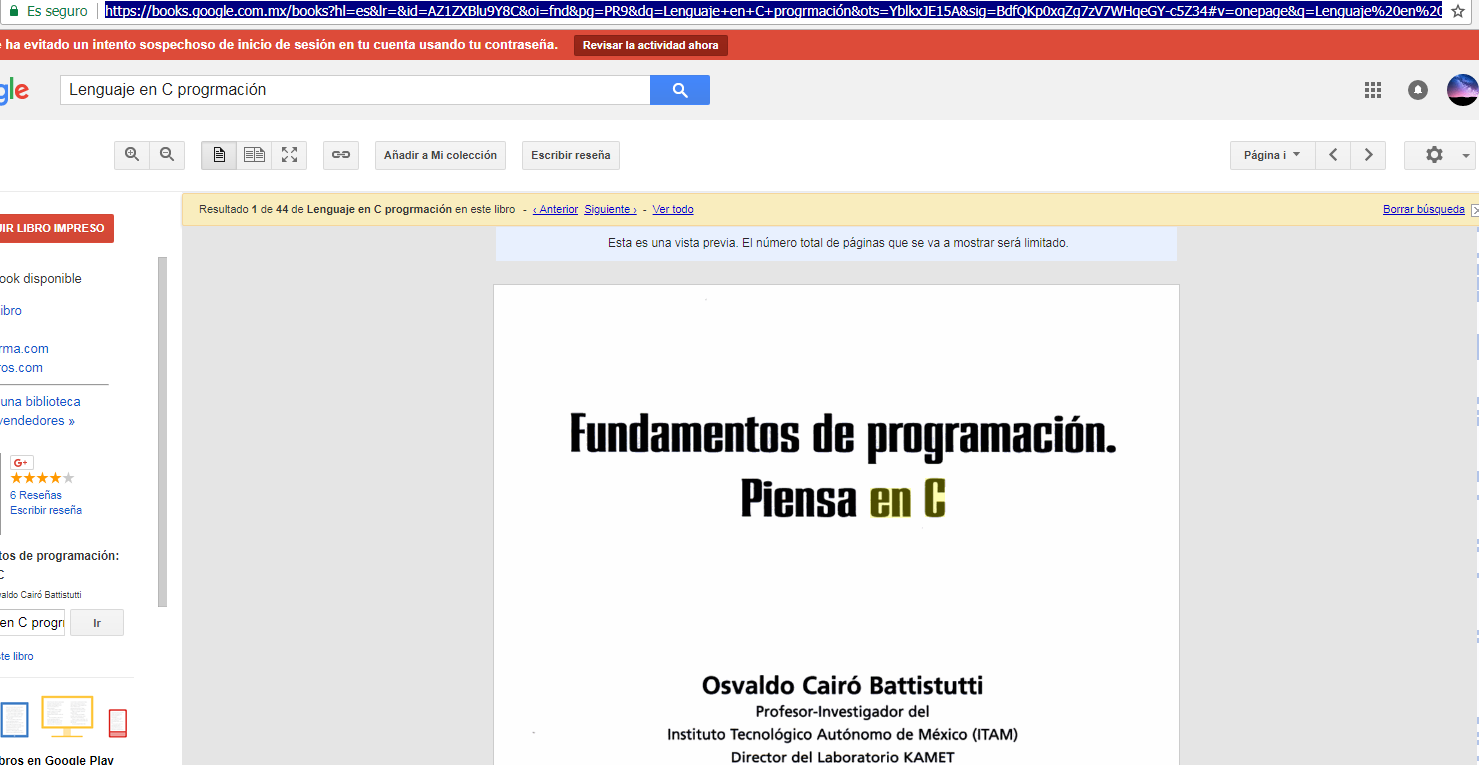 Es seguro https://books.google.com.mx/books?hl=es&lr=&id=AZ1ZXBlu9Y8C&oi=fnd&pg=PR9&dq=Lenguaje+en+C+progrmación&ots=YblkxJE15A&sig=BdfQKp0xqZg7zV7WHqeGY-c5Z34#v=onepage&q=Lenguaje%20en%20
ha evitado un intento sospechoso de inicio de sesión en tu cuenta usando tu contraseña. Revisar la actividad ahora
gle Lenguaje en C progrmación
Añadir a Mi colección Escribir reseña Página i
Resultado 1 de 44 de Lenguaje en C progrmación en este libro - ‹ Anterior Siguiente › - Ver todo Borrar búsqueda
IR LIBRO IMPRESO
Esta es una vista previa. El número total de páginas que se va a mostrar será limitado.
ook disponible
ibro
rma.com
ros.com
una biblioteca
vendedores »
G+
6 Reseñas
Escribir reseña
tos de programación:
C
valdo Cairó Battistutti
en C progr Ir
te libro
bros en Google Play
Fundamentos de programación.
Piensa en C
Osvaldo Cairó Battistutti
Profesor-Investigador del
Instituto Tecnológico Autónomo de México (ITAM)
Director del Laboratorio KAMET